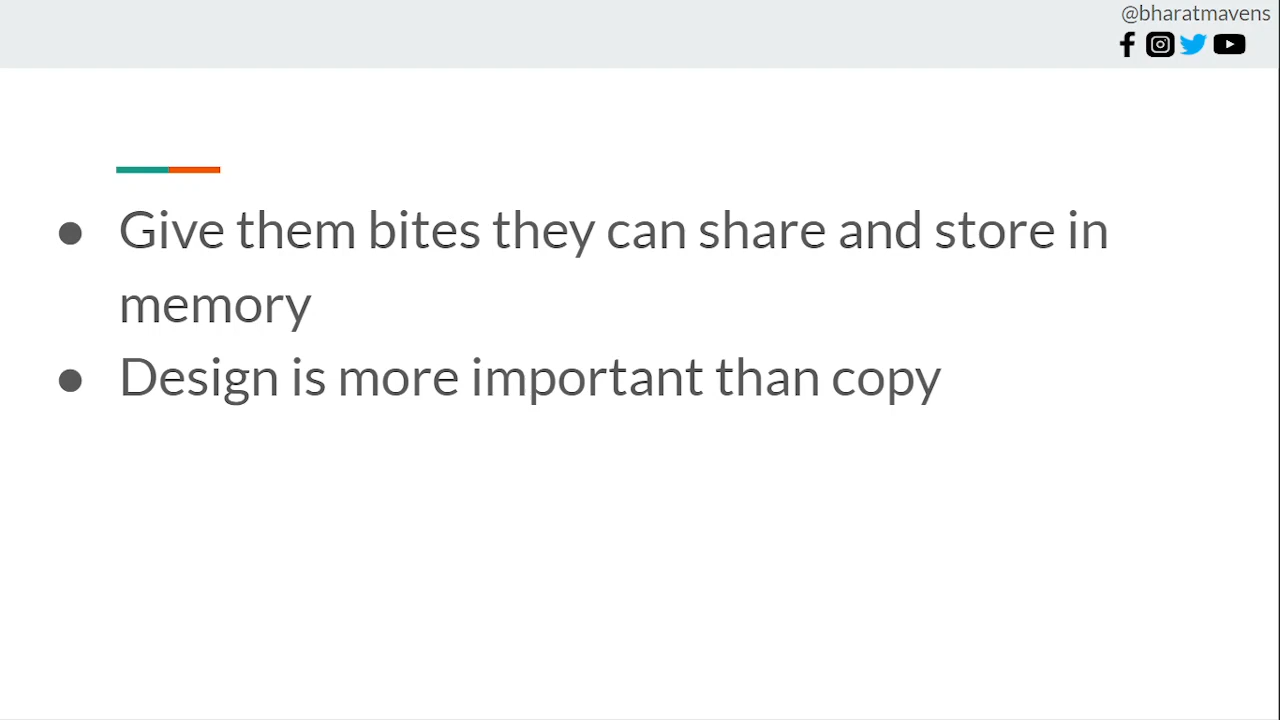 @bharatmavens
● Give them bites they can share and store in
memory
● Design is more important than copy